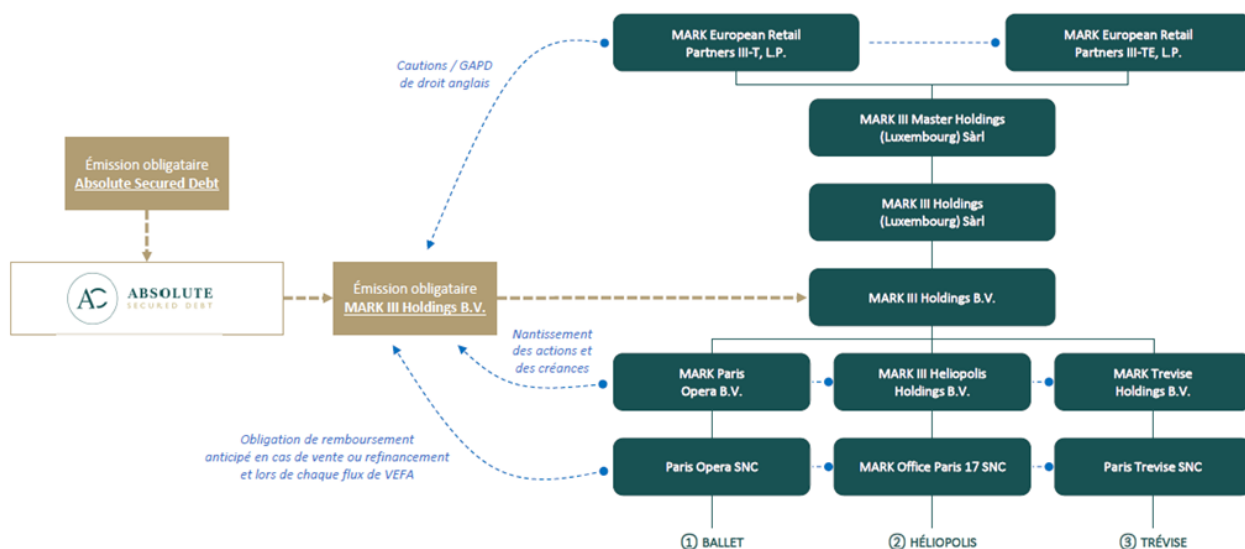 MARK European Retail
Partners III-T, L.P.
MARK European Retail
Partners III-TE, L.P.
Cautions / GAPD
de droit anglais
MARK III Master Holdings
(Luxembourg) Sàrl
Émission obligataire
Absolute Secured Debt
MARK III Holdings
(Luxembourg) Sàrl
AC
ABSOLUTE
SECURED DEBT
Émission obligataire
MARK III Holdings B.V.
MARK III Holdings B.V.
Nantissement
des actions et
des créances
MARK Paris
Opera B.V.
MARK III Heliopolis
Holdings B.V.
MARK Trevise
Holdings B.V.
Obligation de remboursement
anticipé en cas de vente ou refinancement
et lors de chaque flux de VEFA
Paris Opera SNC
MARK Office Paris 17 SNC
Paris Trevise SNC
① BALLET
② HÉLIOPOLIS
③ TRÉVISE